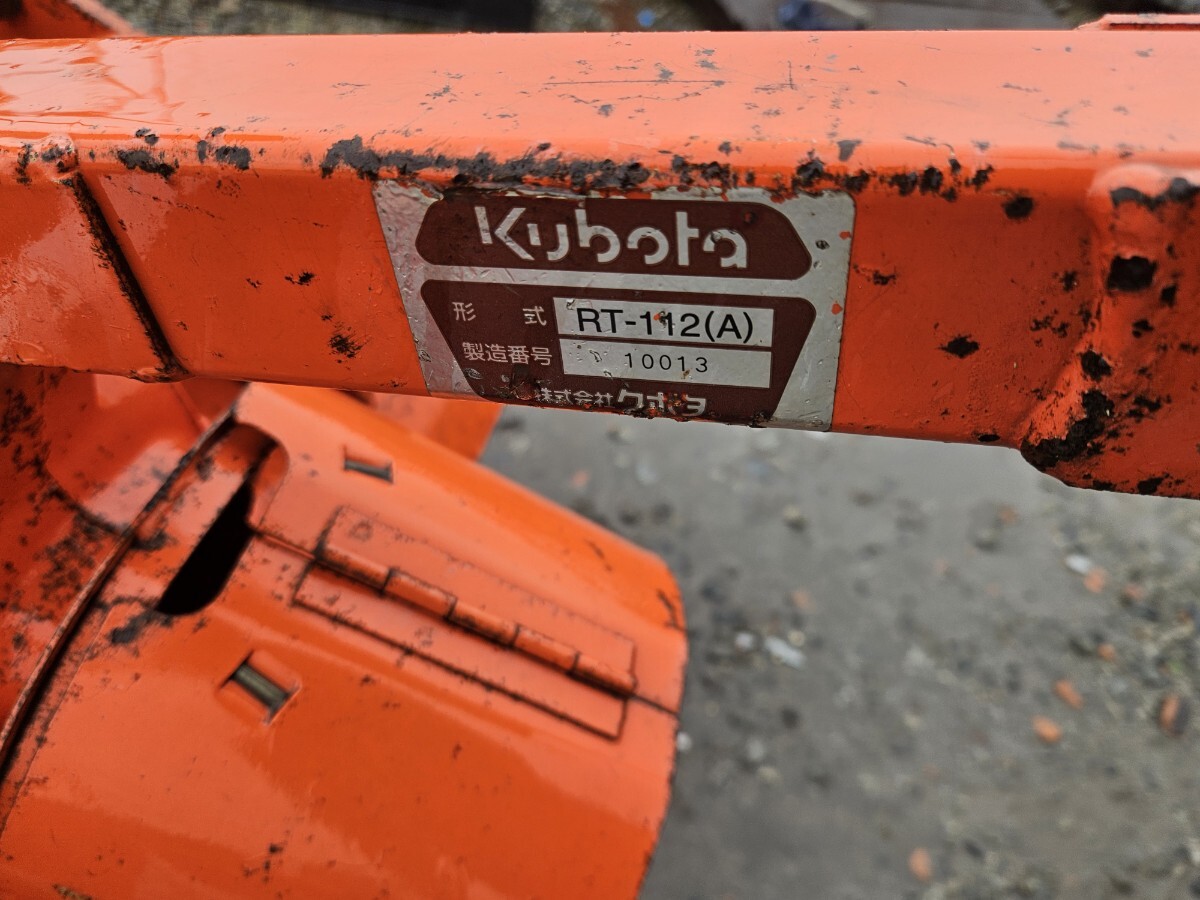 Kubota
形式 RT-112(A)
製造番号 10013
株式会社クボタ